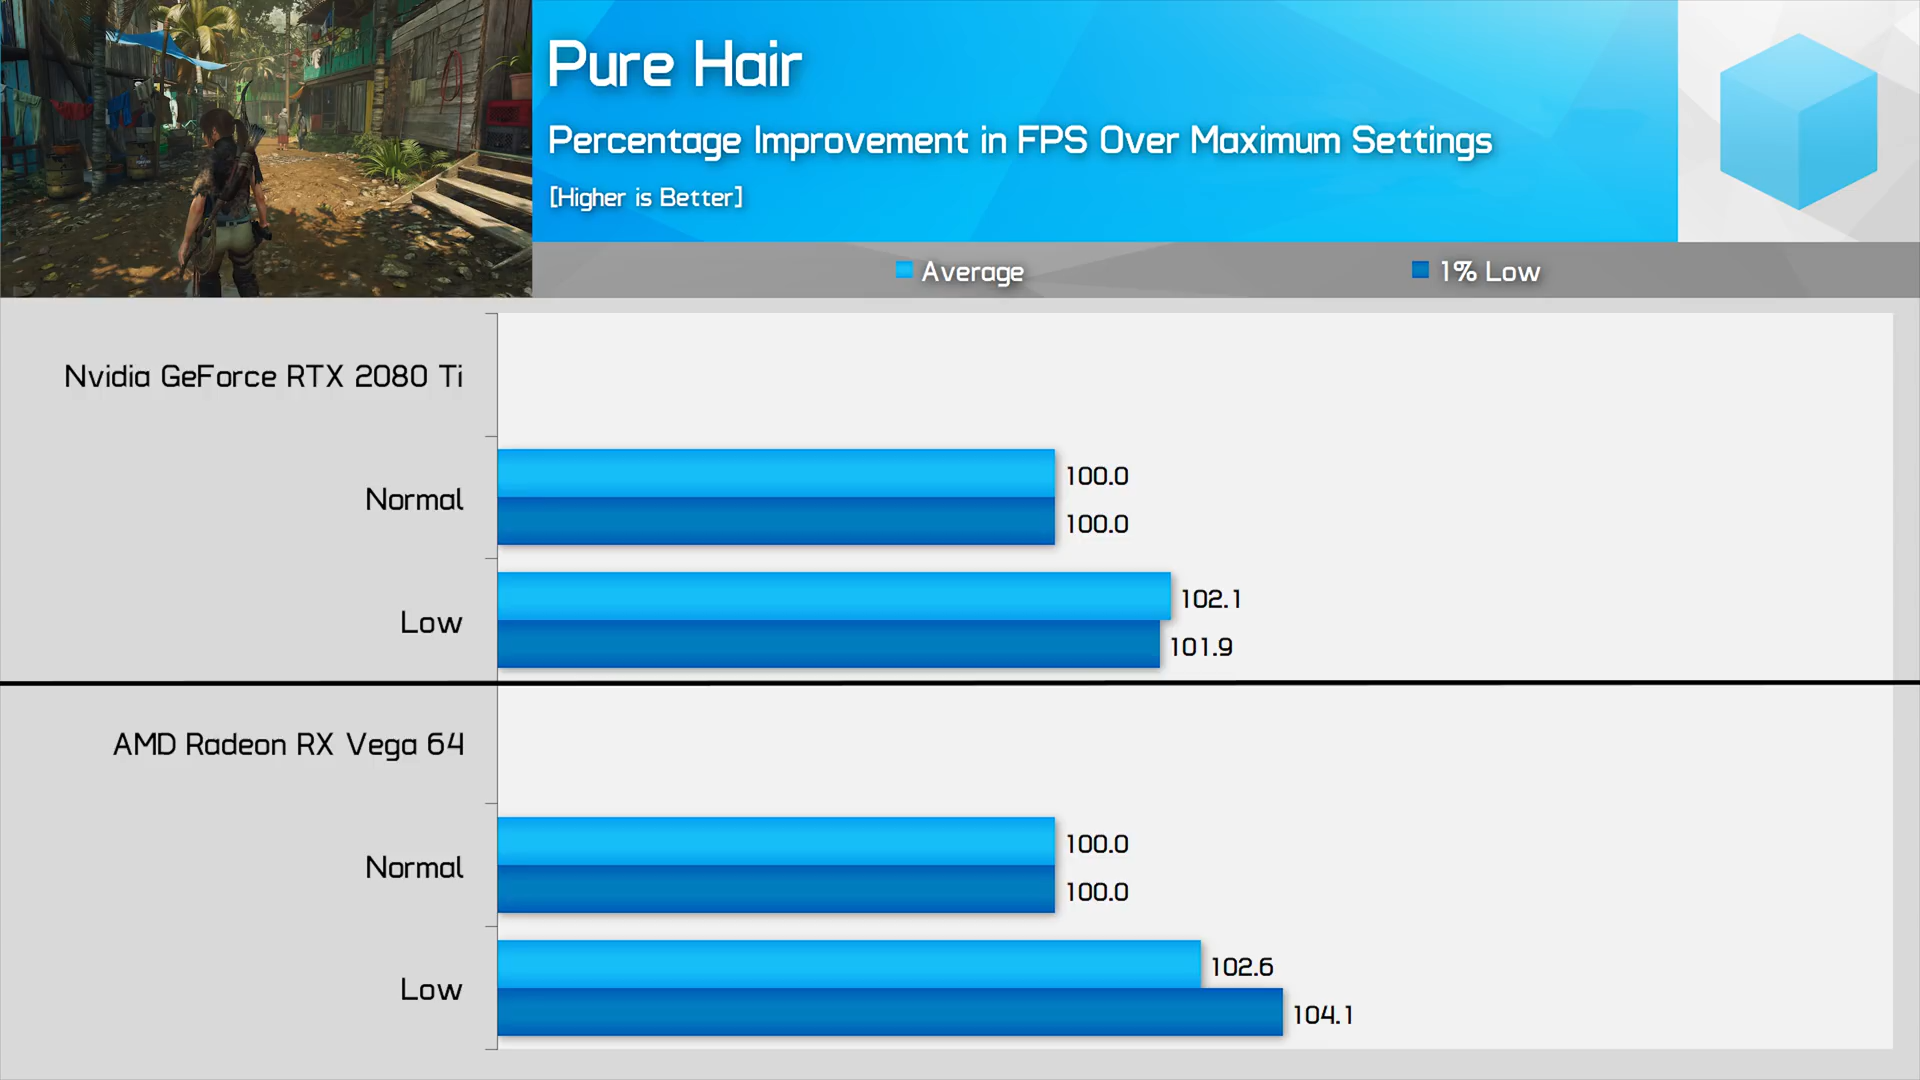 Pure Hair
Percentage Improvement in FPS Over Maximum Settings
[Higher is Better]
Average
1% Low
Nvidia GeForce RTX 2080 Ti
Normal
100.0
100.0
Low
102.1
101.9
AMD Radeon RX Vega 64
Normal
100.0
100.0
Low
102.6
104.1